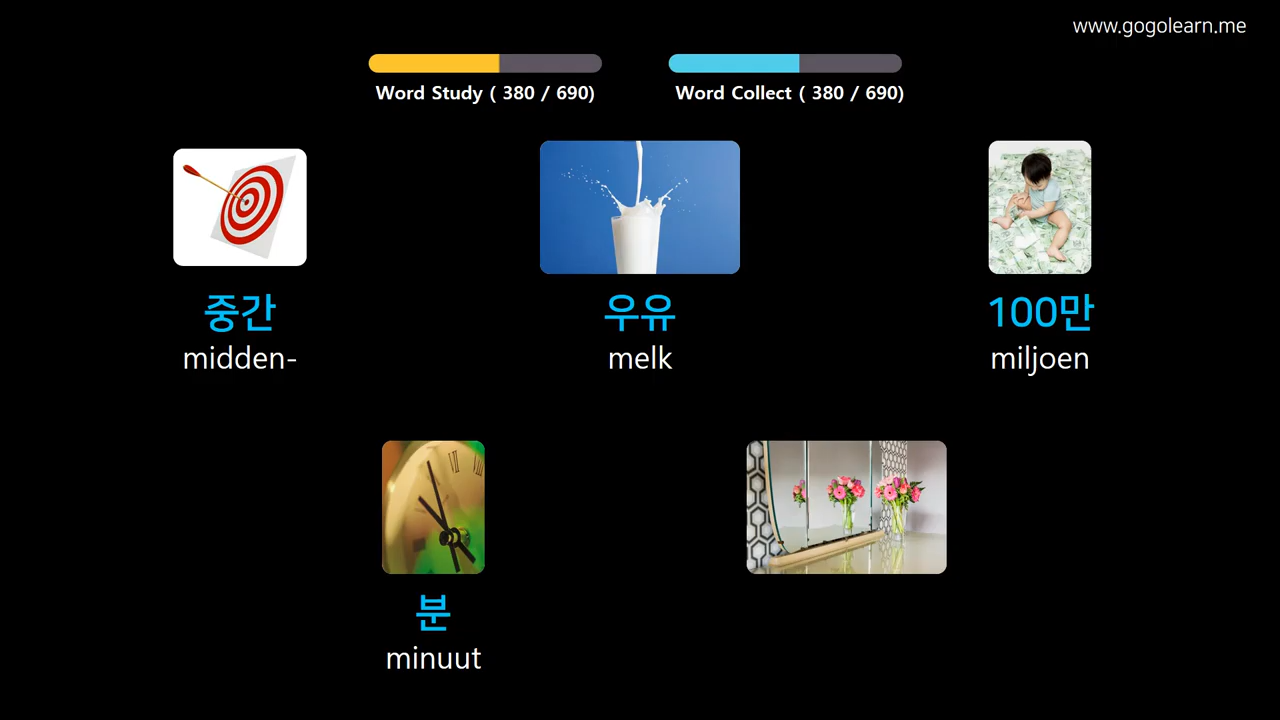 www.gogolearn.me
Word Study ( 380 / 690)
Word Collect ( 380 / 690)
중간
midden-
우유
melk
100만
miljoen
분
minuut